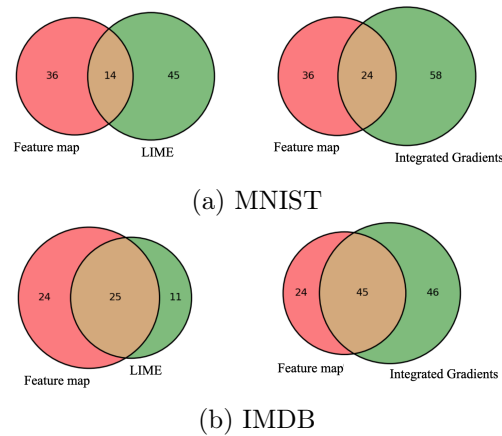 36 14 45 36 24 58
Feature map LIME Feature map Integrated Gradients
(a) MNIST
24 25 11 24 45 46
Feature map LIME Feature map Integrated Gradients
(b) IMDB